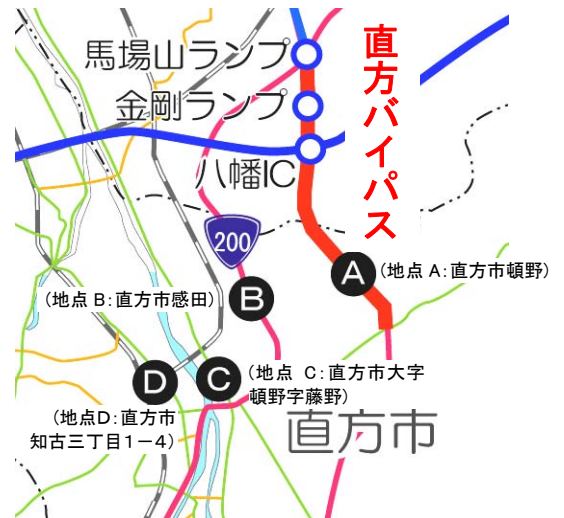 馬場山ランプ
金剛ランプ
八幡IC
直方バイパス
200
A
(地点A:直方市頓野)
(地点B:直方市感田)
B
D
C
(地点 C:直方市大字
頓野字藤野)
(地点D:直方市
知古三丁目1-4)
直方市